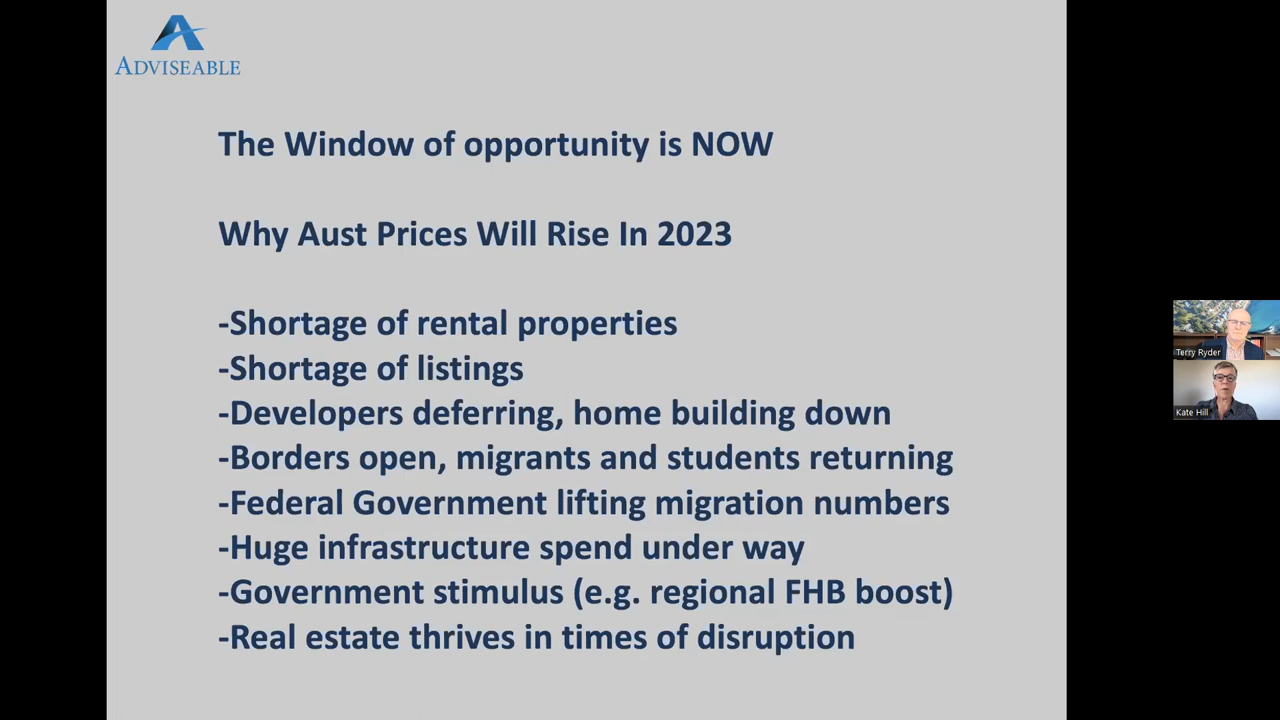 ADVISEABLE
The Window of opportunity is NOW
Why Aust Prices Will Rise In 2023
-Shortage of rental properties
-Shortage of listings
-Developers deferring, home building down
-Borders open, migrants and students returning
-Federal Government lifting migration numbers
-Huge infrastructure spend under way
-Government stimulus (e.g. regional FHB boost)
-Real estate thrives in times of disruption
Terry Ryder
Kate Hill